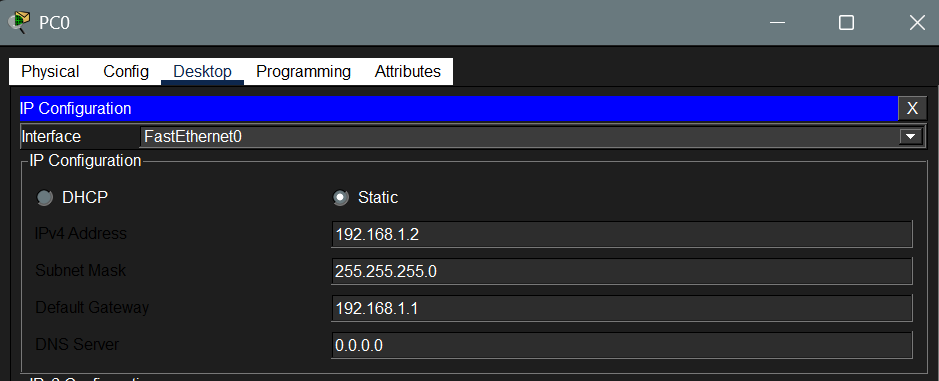 PC0
Physical Config Desktop Programming Attributes
IP Configuration X
Interface FastEthernet0
IP Configuration
DHCP Static
IPv4 Address 192.168.1.2
Subnet Mask 255.255.255.0
Default Gateway 192.168.1.1
DNS Server 0.0.0.0